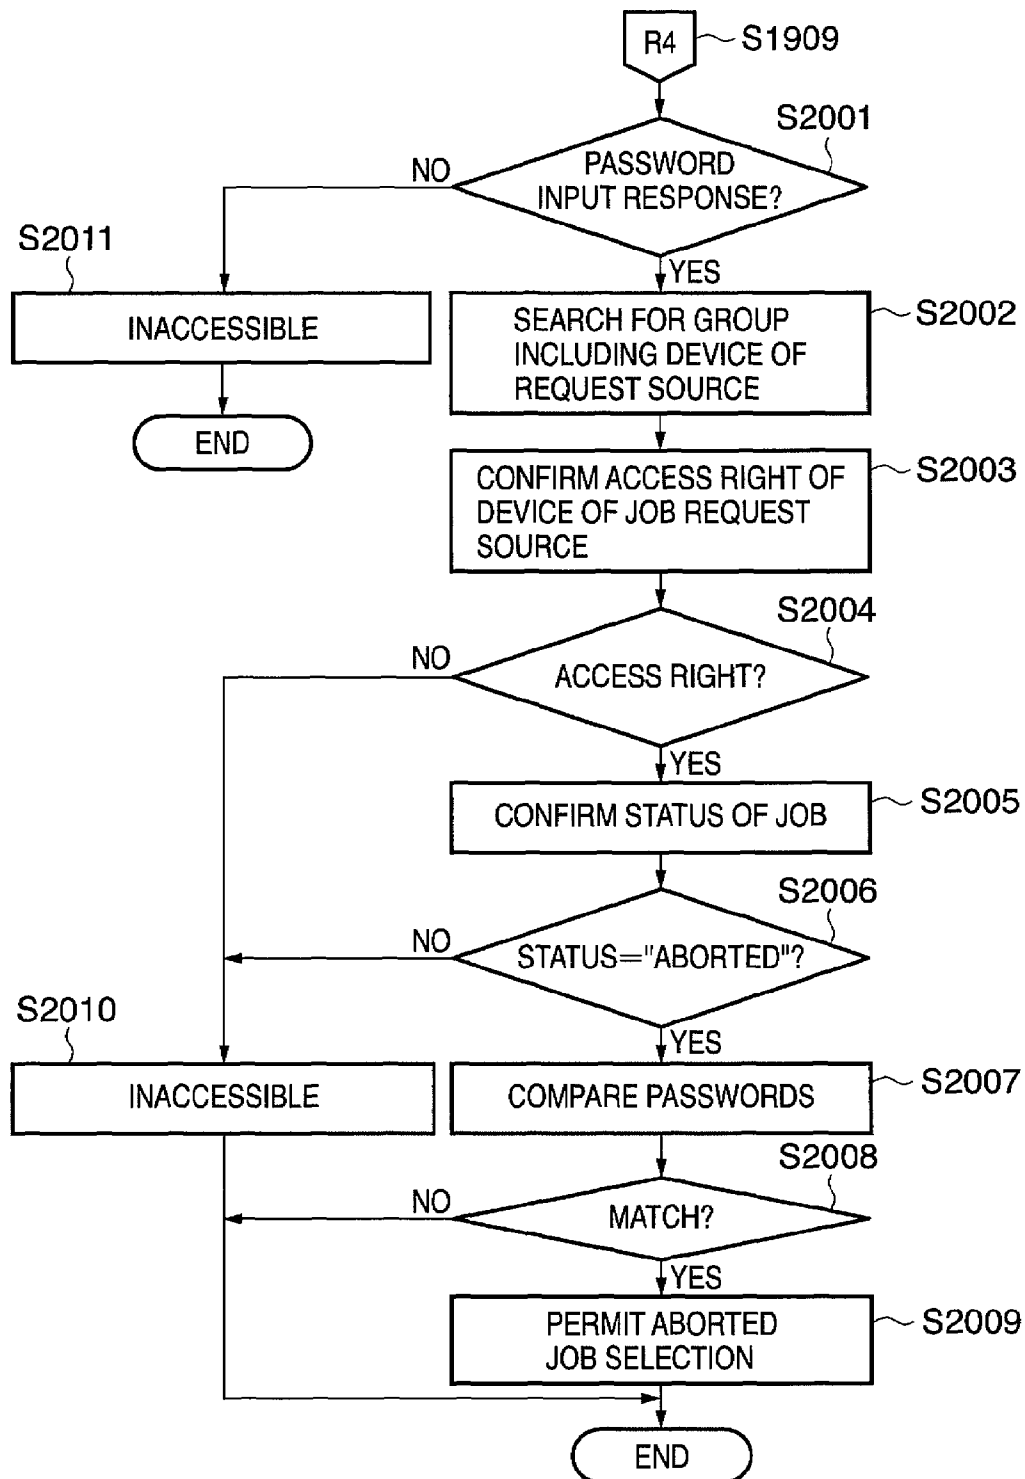 R4
S1909
S2001
PASSWORD
INPUT RESPONSE?
NO
YES
S2011
INACCESSIBLE
END
SEARCH FOR GROUP
INCLUDING DEVICE OF
REQUEST SOURCE
S2002
CONFIRM ACCESS RIGHT OF
DEVICE OF JOB REQUEST
SOURCE
S2003
S2004
ACCESS RIGHT?
NO
YES
CONFIRM STATUS OF JOB
S2005
S2006
STATUS="ABORTED"?
NO
YES
S2010
INACCESSIBLE
COMPARE PASSWORDS
S2007
S2008
MATCH?
NO
YES
PERMIT ABORTED
JOB SELECTION
S2009
END